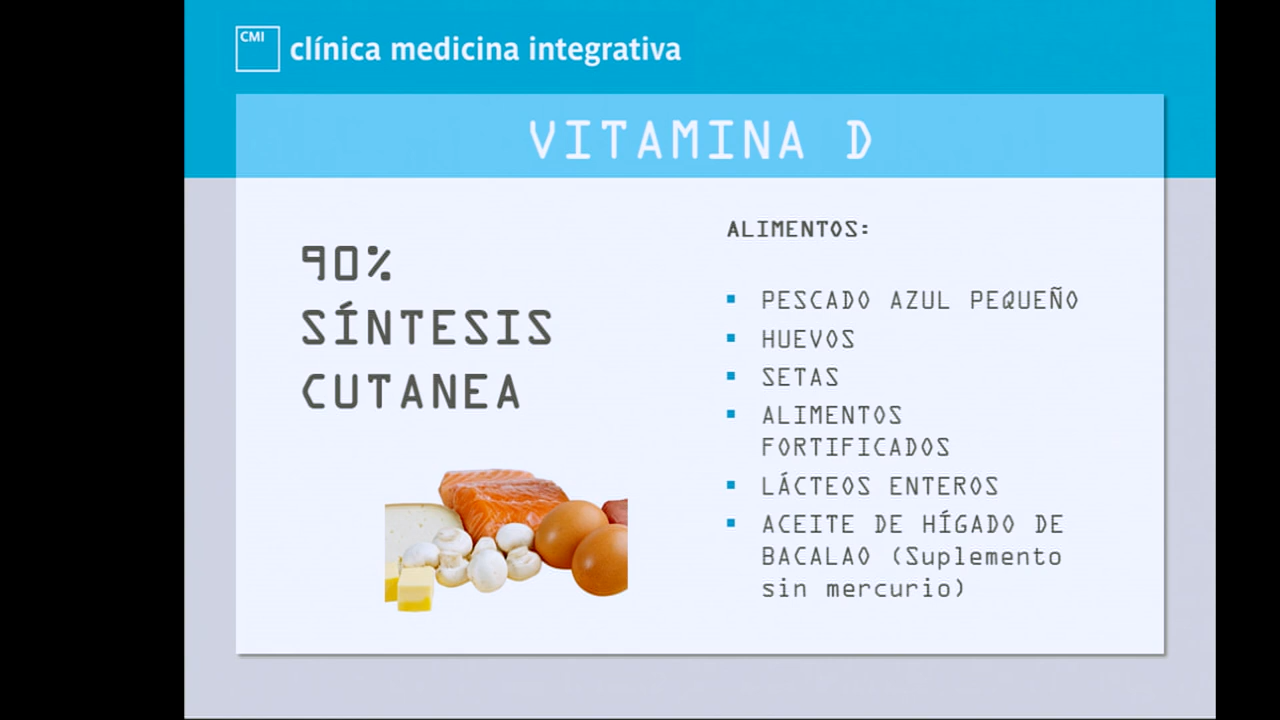 CMI
clínica medicina integrativa
VITAMINA D
90%
SÍNTESIS
CUTANEA
ALIMENTOS:
▪ PESCADO AZUL PEQUEÑO
▪ HUEVOS
▪ SETAS
▪ ALIMENTOS
FORTIFICADOS
▪ LÁCTEOS ENTEROS
▪ ACEITE DE HÍGADO DE
BACALAO (Suplemento
sin mercurio)